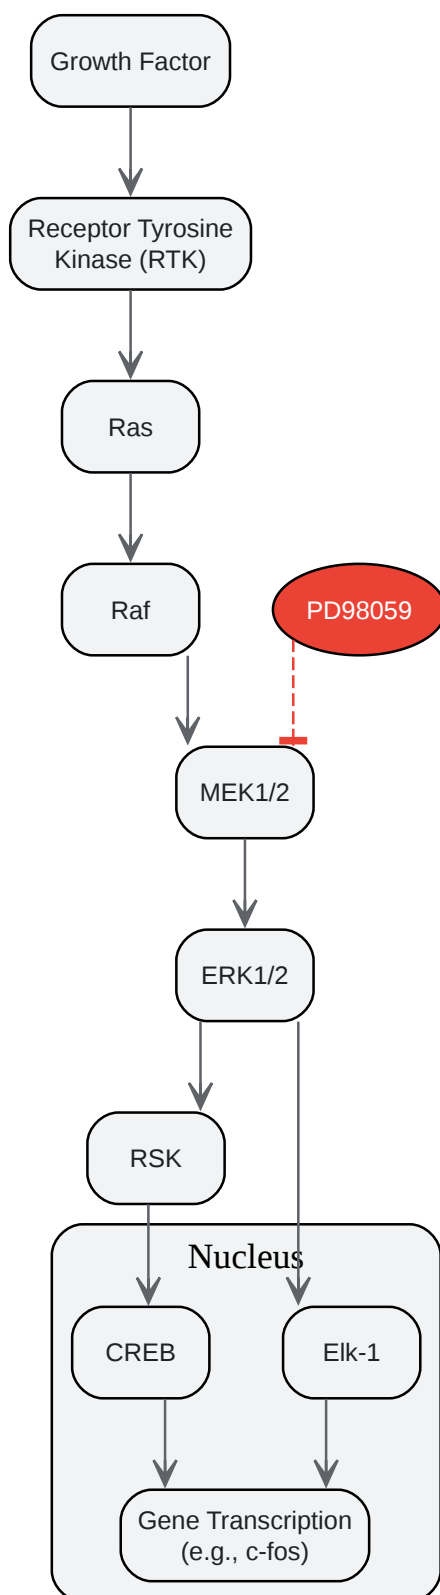 Growth Factor
Receptor Tyrosine
Kinase (RTK)
Ras
Raf
PD98059
MEK1/2
ERK1/2
RSK
Nucleus
CREB
Elk-1
Gene Transcription
(e.g., c-fos)